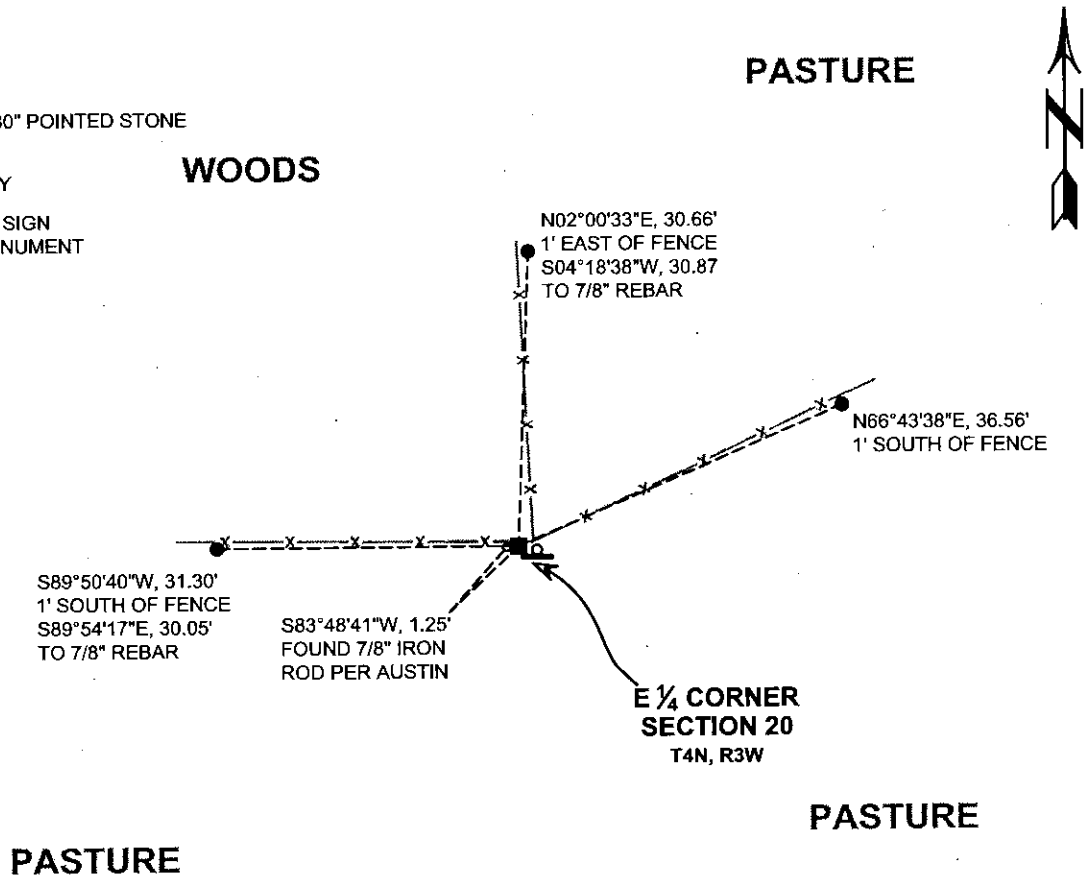 PASTURE
0" POINTED STONE
WOODS
Y
SIGN
NUMENT
N
N02°00'33"E, 30.66'
1' EAST OF FENCE
S04°18'38"W, 30.87
TO 7/8" REBAR
N66°43'38"E, 36.56'
1' SOUTH OF FENCE
S89°50'40"W, 31.30'
1' SOUTH OF FENCE
S89°54'17"E, 30.05'
TO 7/8" REBAR
S83°48'41"W, 1.25'
FOUND 7/8" IRON
ROD PER AUSTIN
E ¼ CORNER
SECTION 20
T4N, R3W
PASTURE
PASTURE